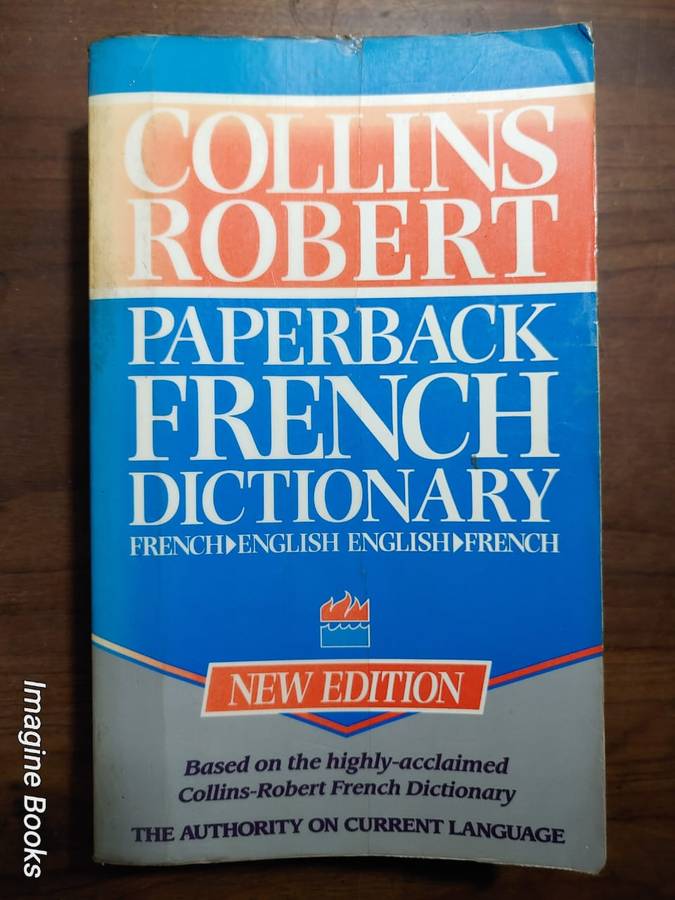 COLLINS
ROBERT
PAPERBACK
FRENCH
DICTIONARY
FRENCH▶ENGLISH ENGLISH▶FRENCH
NEW EDITION
Based on the highly-acclaimed
Collins-Robert French Dictionary
THE AUTHORITY ON CURRENT LANGUAGE
Imagine Books